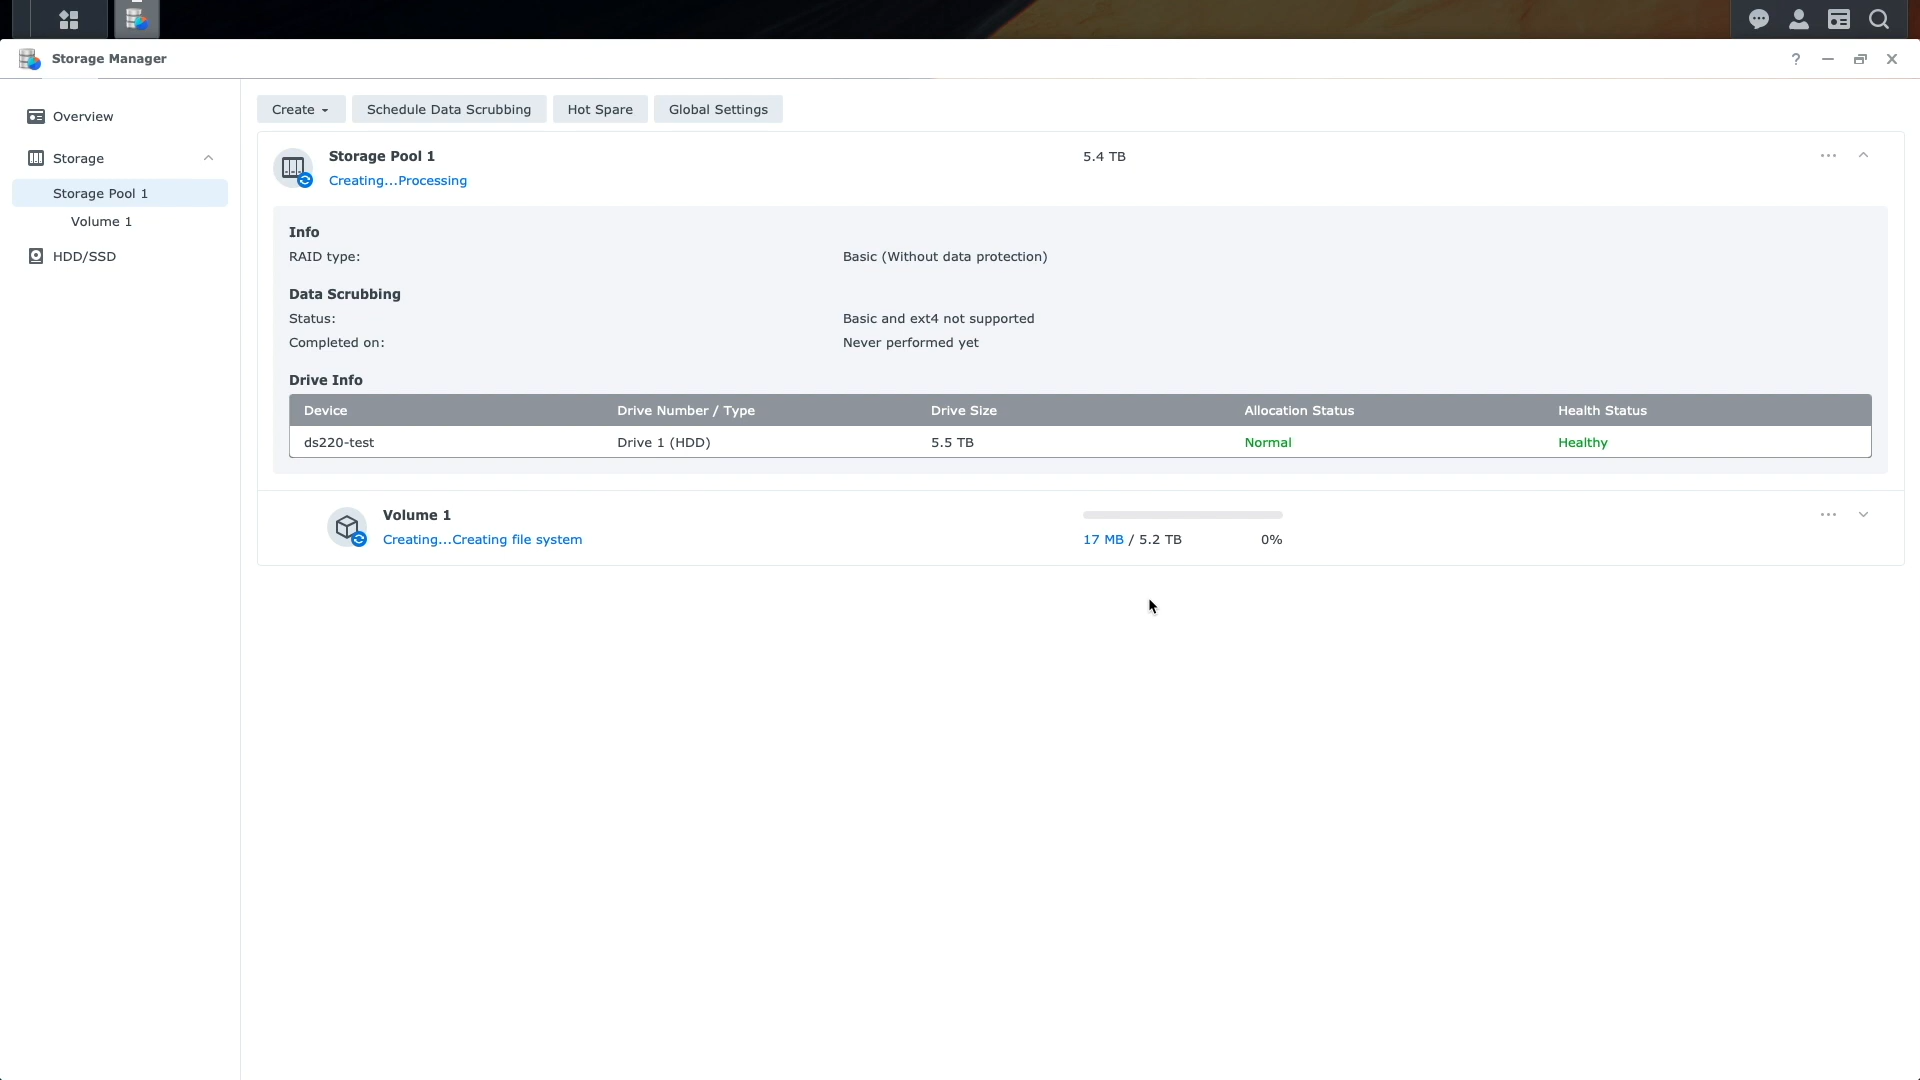 Storage Manager
?
Overview
Storage
Storage Pool 1
Volume 1
HDD/SSD
Create
Schedule Data Scrubbing
Hot Spare
Global Settings
Storage Pool 1
5.4 TB
Creating...Processing
Info
RAID type:
Basic (Without data protection)
Data Scrubbing
Status:
Basic and ext4 not supported
Completed on:
Never performed yet
Drive Info
Device
Drive Number / Type
Drive Size
Allocation Status
Health Status
ds220-test
Drive 1 (HDD)
5.5 TB
Normal
Healthy
Volume 1
Creating...Creating file system
17 MB / 5.2 TB
0%